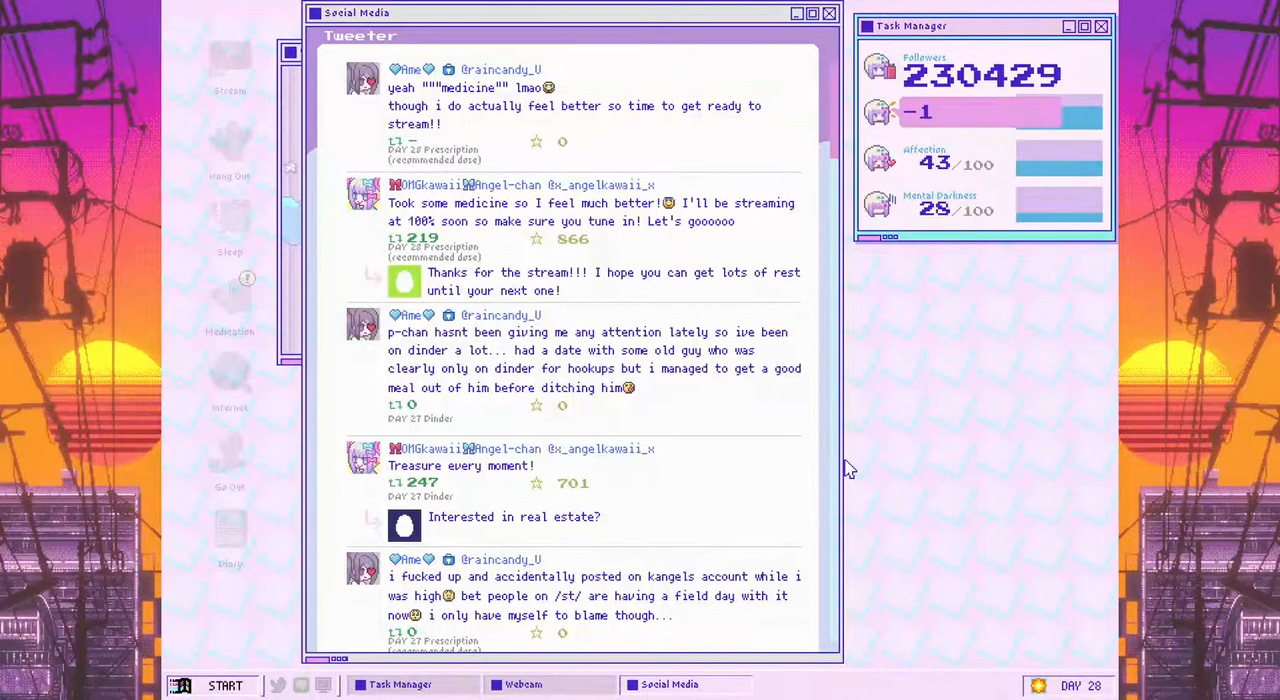 Social Media
Tweeter
Ame @raincandy_U
yeah """medicine"" lmao
though i do actually feel better so time to get ready to
stream!!
- 0
DAY 28 Prescription
(recommended dose)
OMGkawaiiAngel-chan @x_angelkawaii_x
Took some medicine so I feel much better! I'll be streaming
at 100% soon so make sure you tune in! Let's goooooo
219 866
DAY 28 Prescription
(recommended dose)
Thanks for the stream!!! I hope you can get lots of rest
until your next one!
Ame @raincandy_U
p-chan hasnt been giving me any attention lately so ive been
on dinder a lot... had a date with some old guy who was
clearly only on dinder for hookups but i managed to get a good
meal out of him before ditching him
0 0
DAY 27 Dinder
OMGkawaiiAngel-chan @x_angelkawaii_x
Treasure every moment!
247 701
DAY 27 Dinder
Interested in real estate?
Ame @raincandy_U
i fucked up and accidentally posted on kangels account while i
was high bet people on /st/ are having a field day with it
now i only have myself to blame though...
0 0
DAY 27 Prescription
Task Manager
Followers
230429
-1
Affection
43/100
Mental Darkness
28/100
Stream
Hang Out
Sleep
Medication
Internet
Go Out
Diary
START
Task Manager
Webcam
Social Media
DAY 28